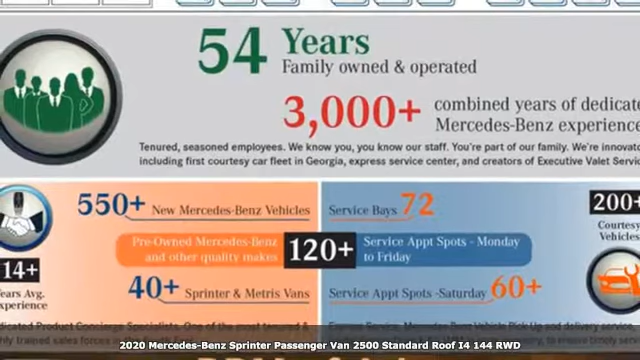 54 Years
Family owned & operated
3,000+ combined years of
Mercedes-Benz experience
Tenured, seasoned employees. We know you, you know our staff. You're part of our family. We're
including first courtesy car fleet in Georgia, express service center, and creators of Executive Valet
550+ New Mercedes-Benz Vehicles
Service Bays 72
200+
Courtesy
Vehicles
Pre-Owned Mercedes-Benz
and other quality makes
120+
Service Appt Spots - Monday
to Friday
14+
Years Avg.
40+ Sprinter & Metris Vans
Service Appt Spots -Saturday 60+
2020 Mercedes-Benz Sprinter Passenger Van 2500 Standard Roof I4 144 RWD